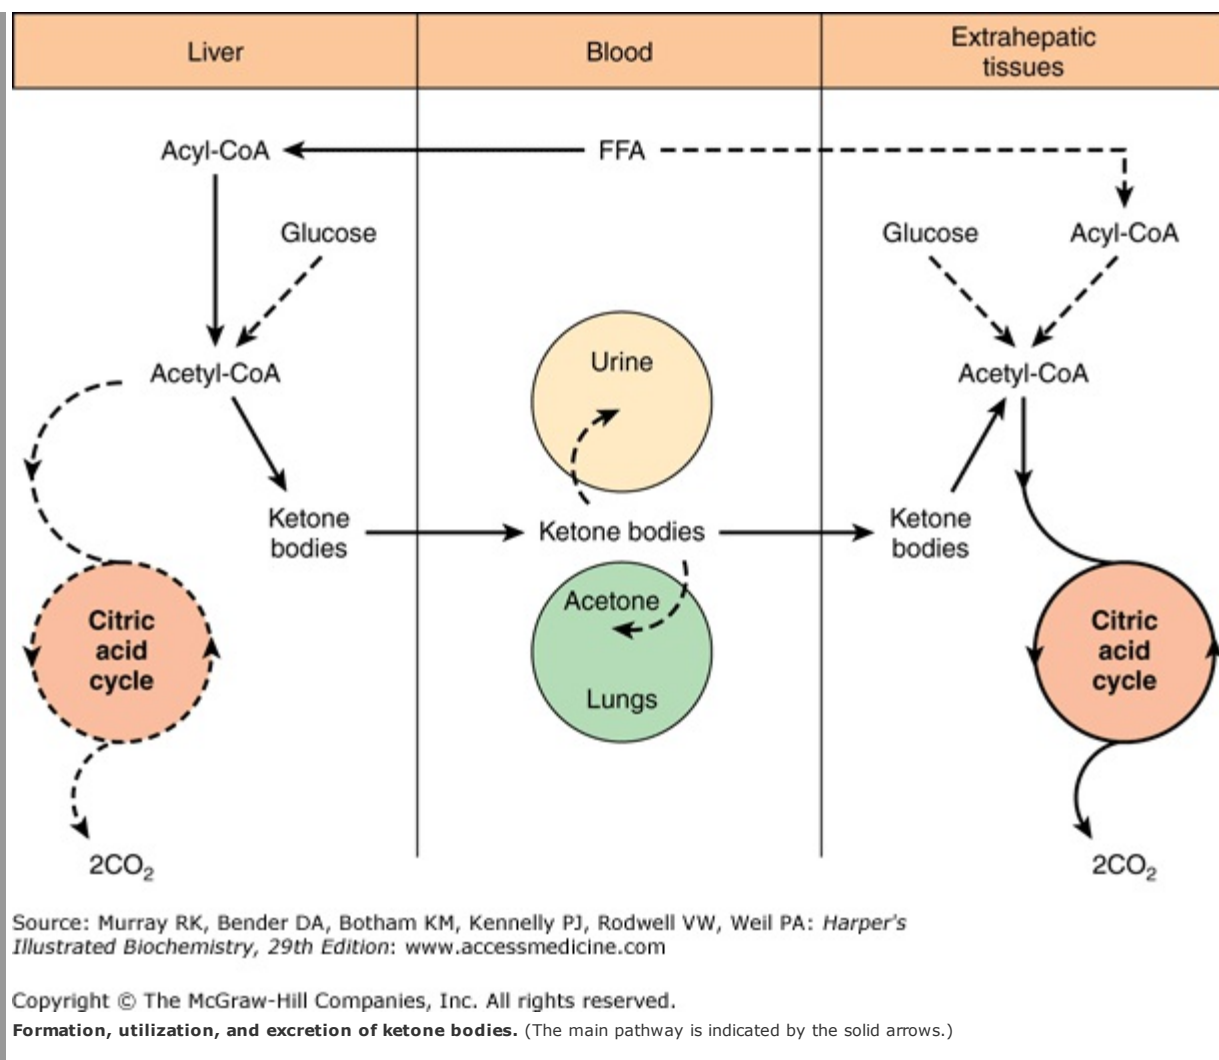 Liver
Blood
Extrahepatic
tissues
Acyl-CoA
FFA
Glucose
Glucose
Acyl-CoA
Urine
Acetyl-CoA
Acetyl-CoA
Ketone
bodies
Ketone bodies
Ketone
bodies
Acetone
Citric
acid
cycle
Lungs
Citric
acid
cycle
2CO₂
2CO₂
Source: Murray RK, Bender DA, Botham KM, Kennelly PJ, Rodwell VW, Weil PA: Harper's
Illustrated Biochemistry, 29th Edition: www.accessmedicine.com
Copyright © The McGraw-Hill Companies, Inc. All rights reserved.
Formation, utilization, and excretion of ketone bodies. (The main pathway is indicated by the solid arrows.)